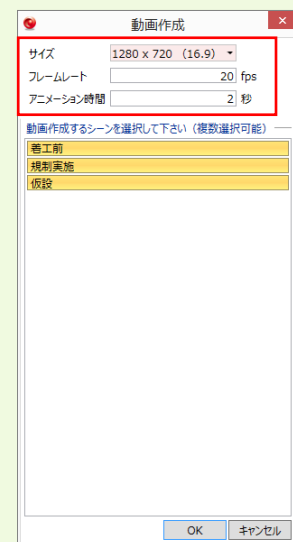 動画作成
サイズ 1280 x 720 (16.9)
フレームレート 20 fps
アニメーション時間 2 秒
動画作成するシーンを選択して下さい（複数選択可能）
着工前
規制実施
仮設
OK キャンセル